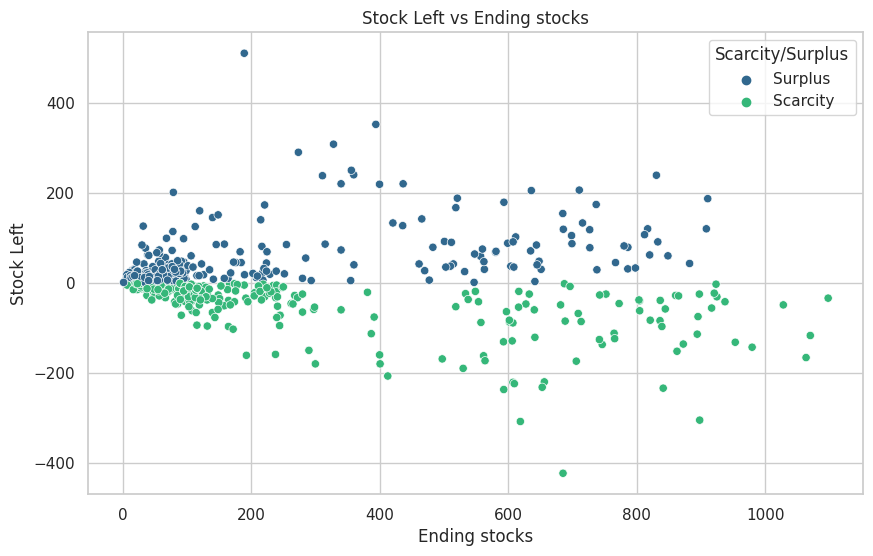 Stock Left vs Ending stocks
Scarcity/Surplus
Surplus
Scarcity
Stock Left
400
200
0
−200
−400
0
200
400
600
800
1000
Ending stocks